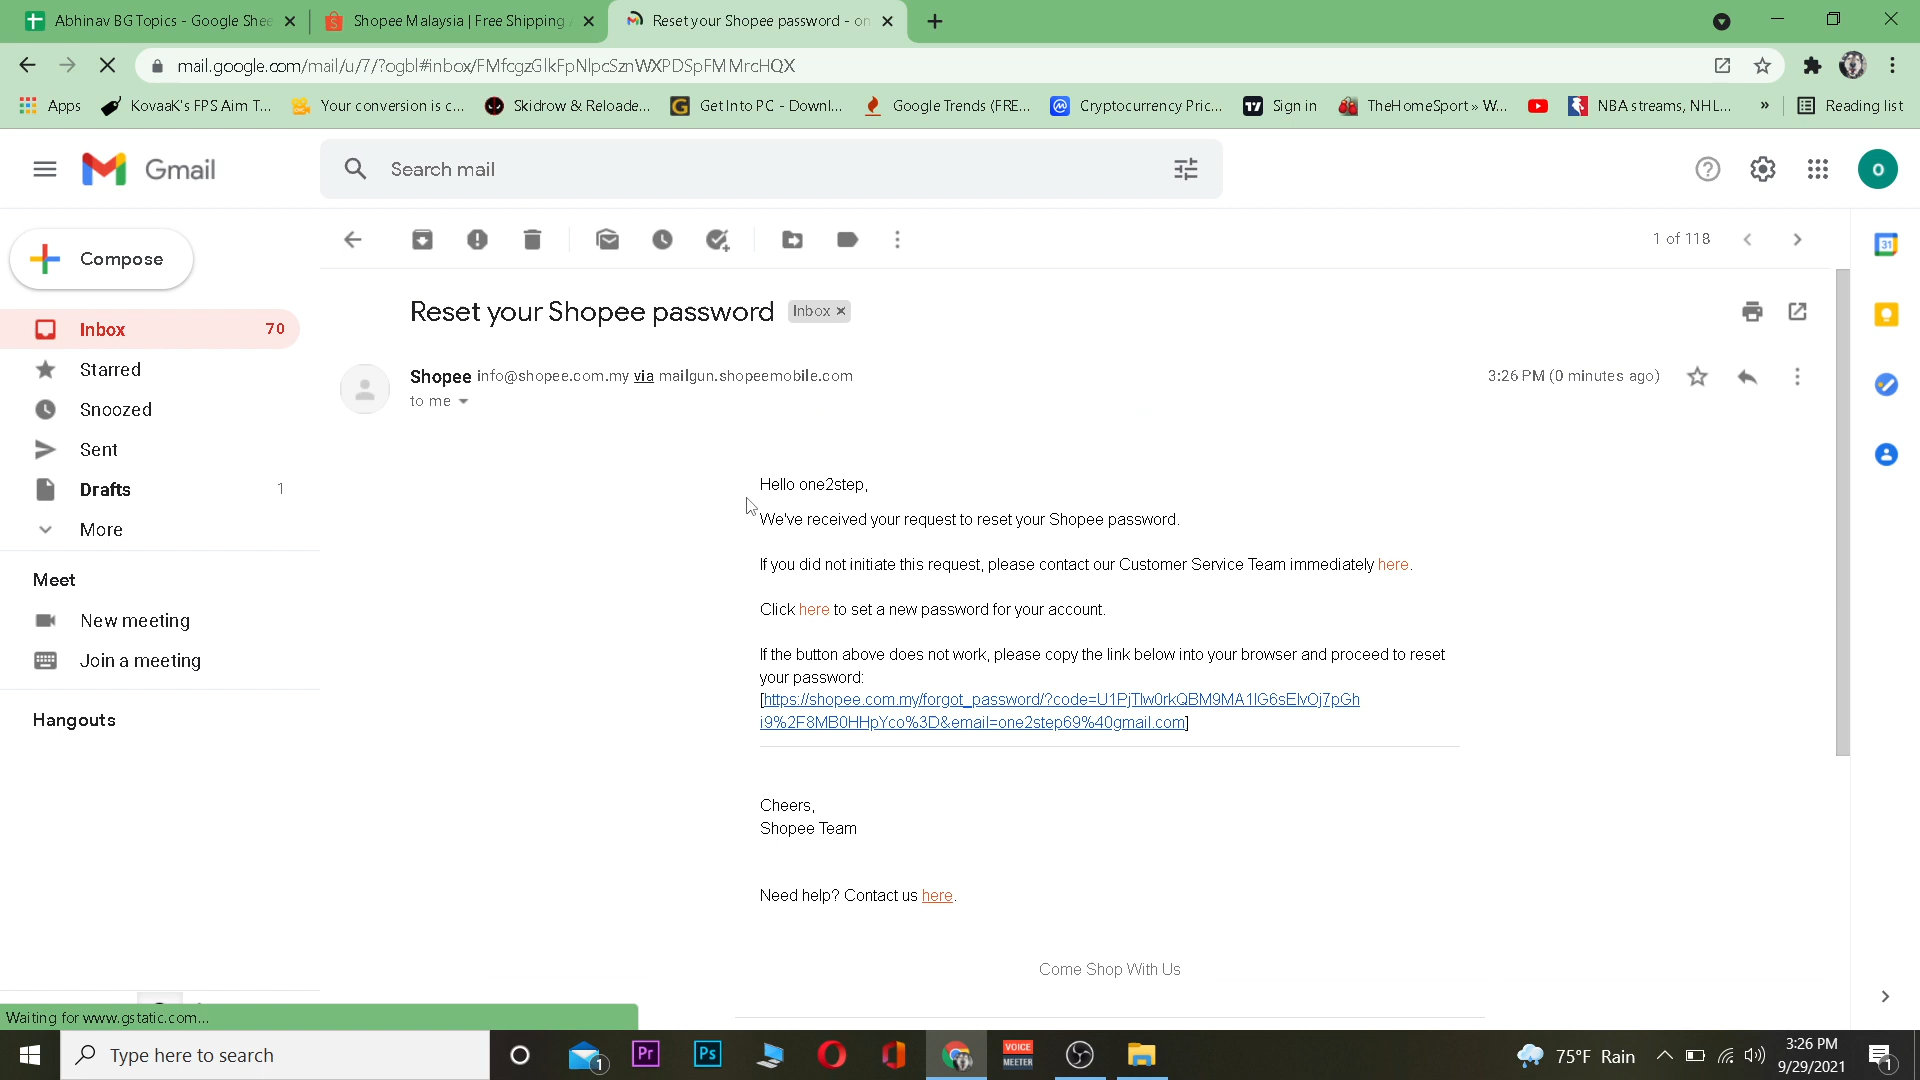 Abhinav BG Topics - Google Shee
Shopee Malaysia | Free Shipping
Reset your Shopee password - on
mail.google.com/mail/u/7/?ogbl#inbox/FMfcgzGlkFpNlpcSznWXPDSpFMMrcHQX
Apps
KovaaK's FPS Aim T...
Your conversion is c...
Skidrow & Reloade...
Get Into PC - Downl...
Google Trends (FRE...
Cryptocurrency Pric...
Sign in
TheHomeSport » W...
NBA streams, NHL...
»
Reading list
Gmail
Search mail
Compose
1 of 118
Inbox 70
Starred
Snoozed
Sent
Drafts 1
More
Meet
New meeting
Join a meeting
Hangouts
Reset your Shopee password Inbox ×
Shopee info@shopee.com.my via mailgun.shopeemobile.com
3:26 PM (0 minutes ago)
to me
Hello one2step,
We've received your request to reset your Shopee password.
If you did not initiate this request, please contact our Customer Service Team immediately here.
Click here to set a new password for your account.
If the button above does not work, please copy the link below into your browser and proceed to reset
your password:
[https://shopee.com.my/forgot_password/?code=U1PjTlw0rkQBM9MA1lG6sElvOj7pGh
i9%2F8MB0HHpYco%3D&email=one2step69%40gmail.com]
Cheers,
Shopee Team
Need help? Contact us here.
Come Shop With Us
Waiting for www.gstatic.com...
Type here to search
1
Pr
Ps
VOICE
MEETER
75°F Rain
3:26 PM
9/29/2021
1
o
31